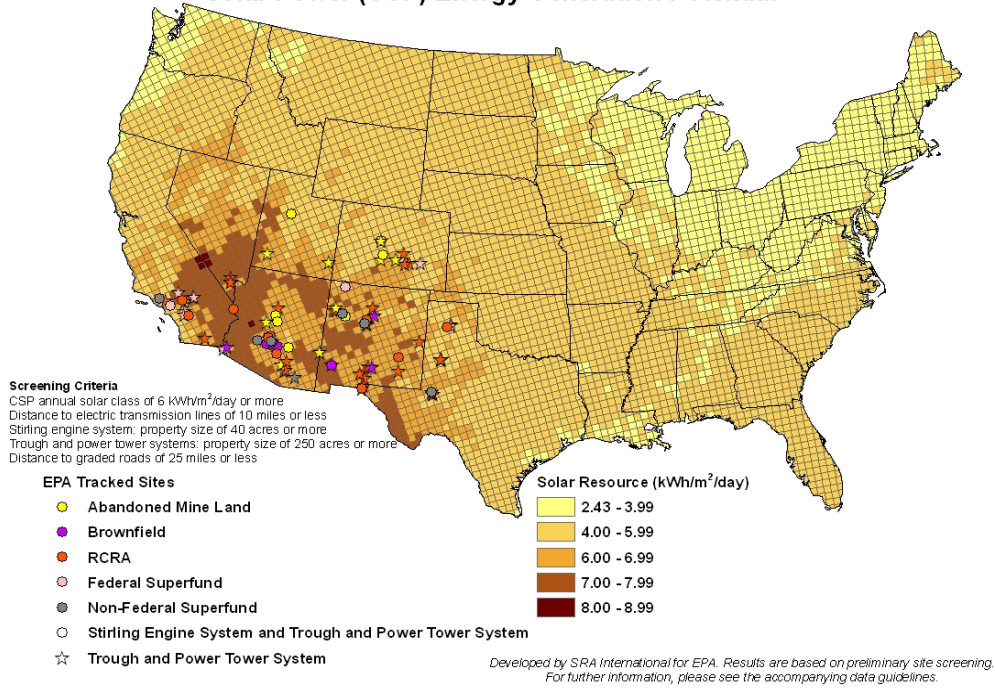 Screening Criteria
CSP annual solar class of 6 kWh/m²/day or more
Distance to electric transmission lines of 10 miles or less
Stirling engine system: property size of 40 acres or more
Trough and power tower systems: property size of 250 acres or more
Distance to graded roads of 25 miles or less
EPA Tracked Sites
Abandoned Mine Land
Brownfield
RCRA
Federal Superfund
Non-Federal Superfund
Stirling Engine System and Trough and Power Tower System
Trough and Power Tower System
Solar Resource (kWh/m²/day)
2.43 - 3.99
4.00 - 5.99
6.00 - 6.99
7.00 - 7.99
8.00 - 8.99
Developed by SRA International for EPA. Results are based on preliminary site screening.
For further information, please see the accompanying data guidelines.